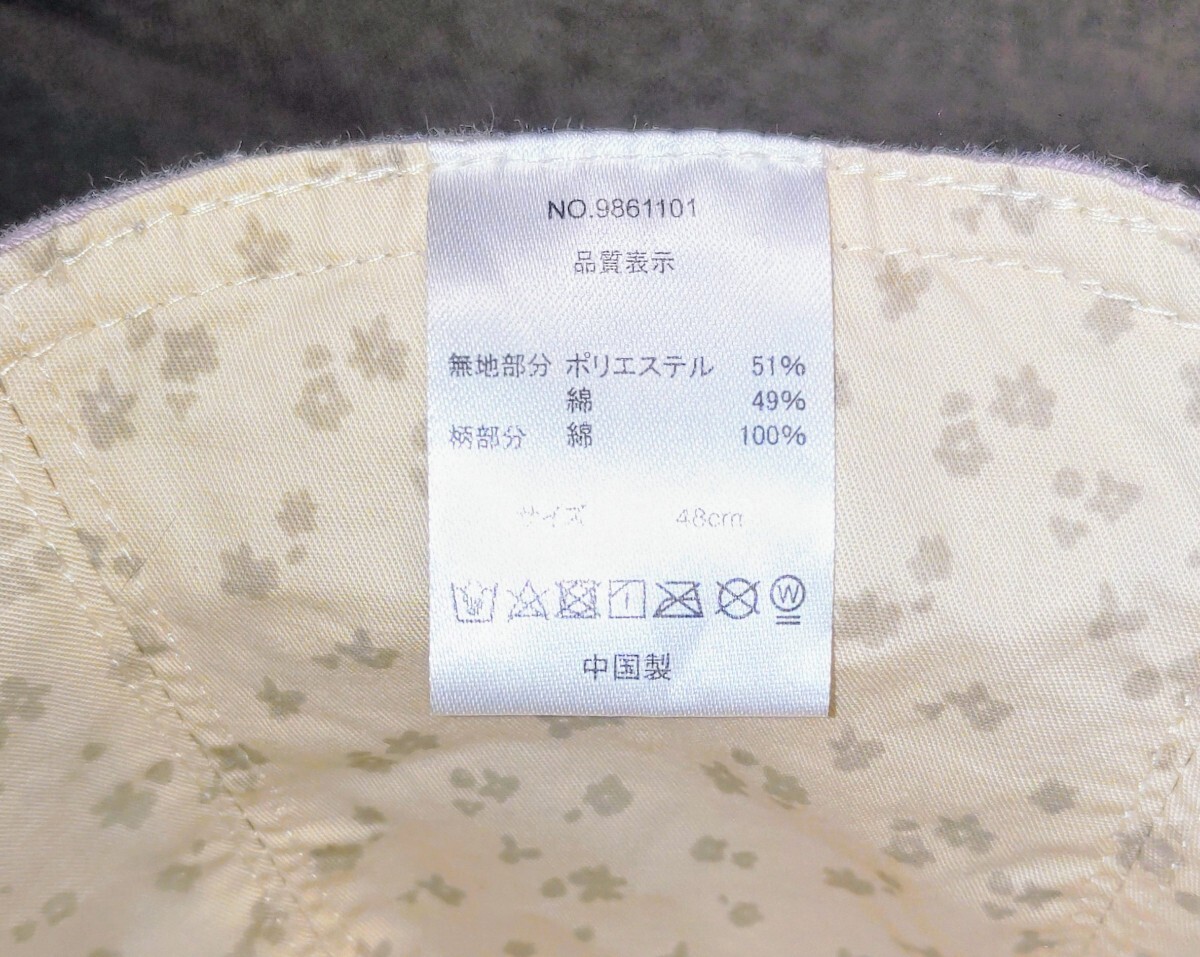 NO.9861101
品質表示
無地部分 ポリエステル 51%
綿 49%
柄部分 綿 100%
サイズ 48cm
W
中国製